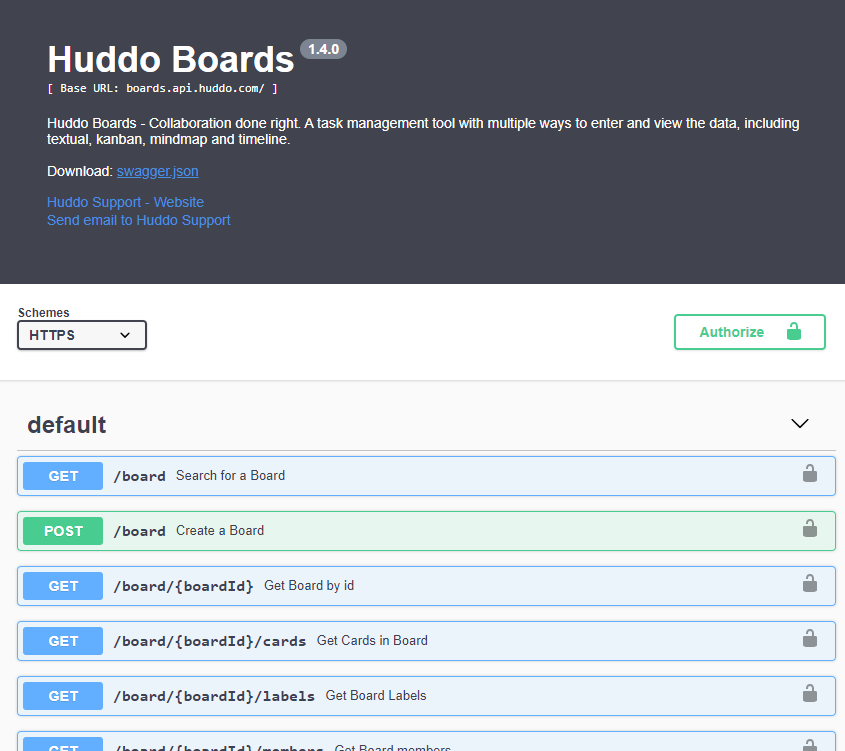 Huddo Boards 1.4.0
[ Base URL: boards.api.huddo.com/ ]
Huddo Boards - Collaboration done right. A task management tool with multiple ways to enter and view the data, including
textual, kanban, mindmap and timeline.
Download: swagger.json
Huddo Support - Website
Send email to Huddo Support
Schemes
HTTPS
Authorize
default
GET /board Search for a Board
POST /board Create a Board
GET /board/{boardId} Get Board by id
GET /board/{boardId}/cards Get Cards in Board
GET /board/{boardId}/labels Get Board Labels
GET /board/{boardId}/members Get Board members